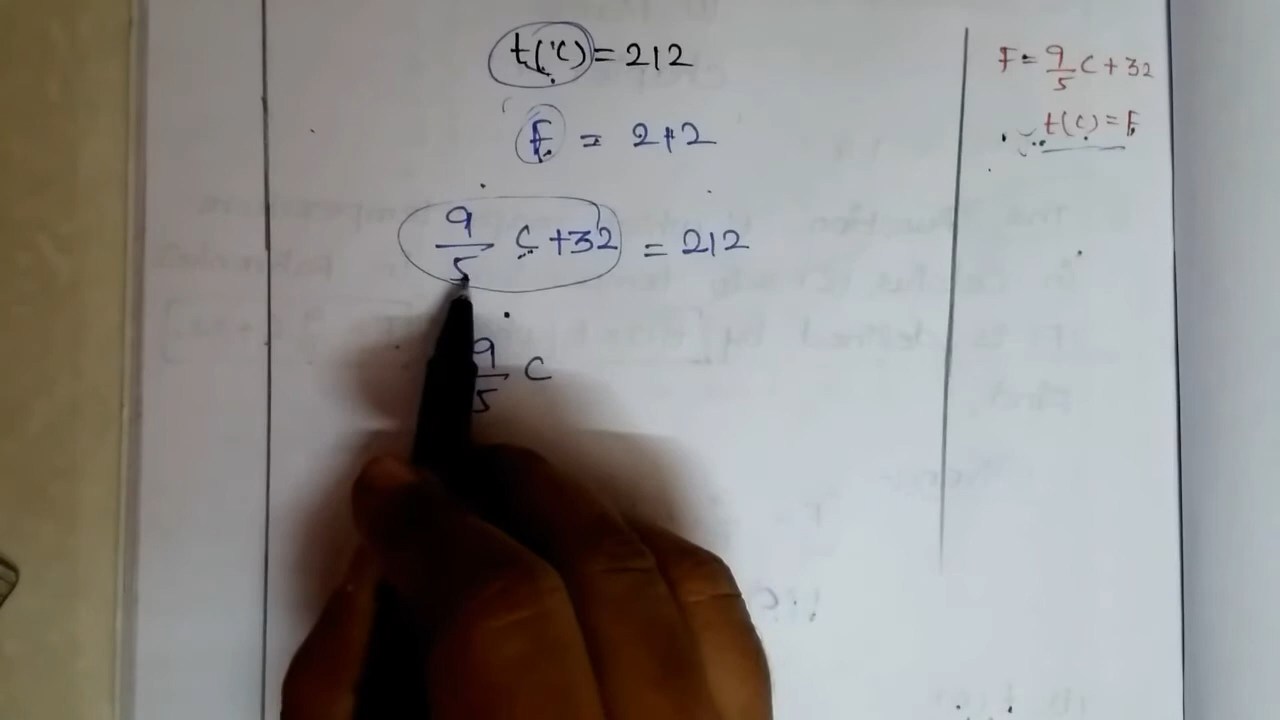 t(°C) = 212
F = 212
9/5 C + 32 = 212
9/5 C
F = 9/5 C + 32
t(C) = F